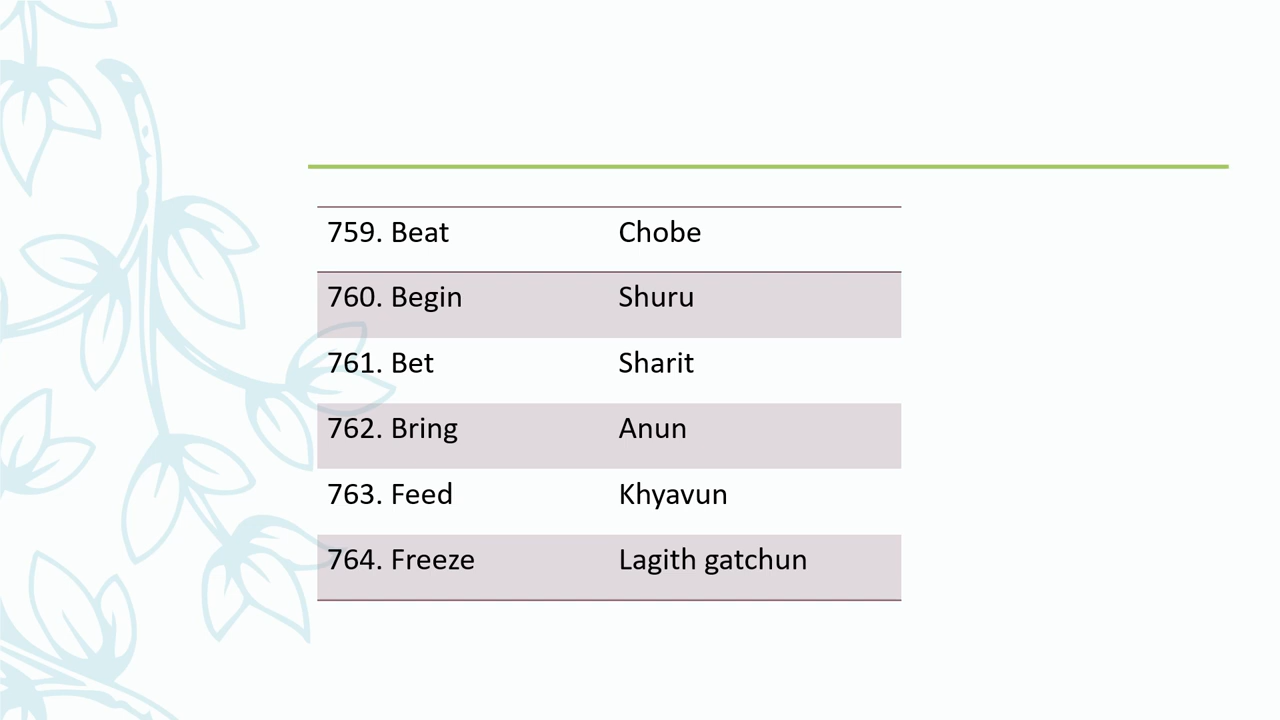 759. Beat Chobe
760. Begin Shuru
761. Bet Sharit
762. Bring Anun
763. Feed Khyavun
764. Freeze Lagith gatchun